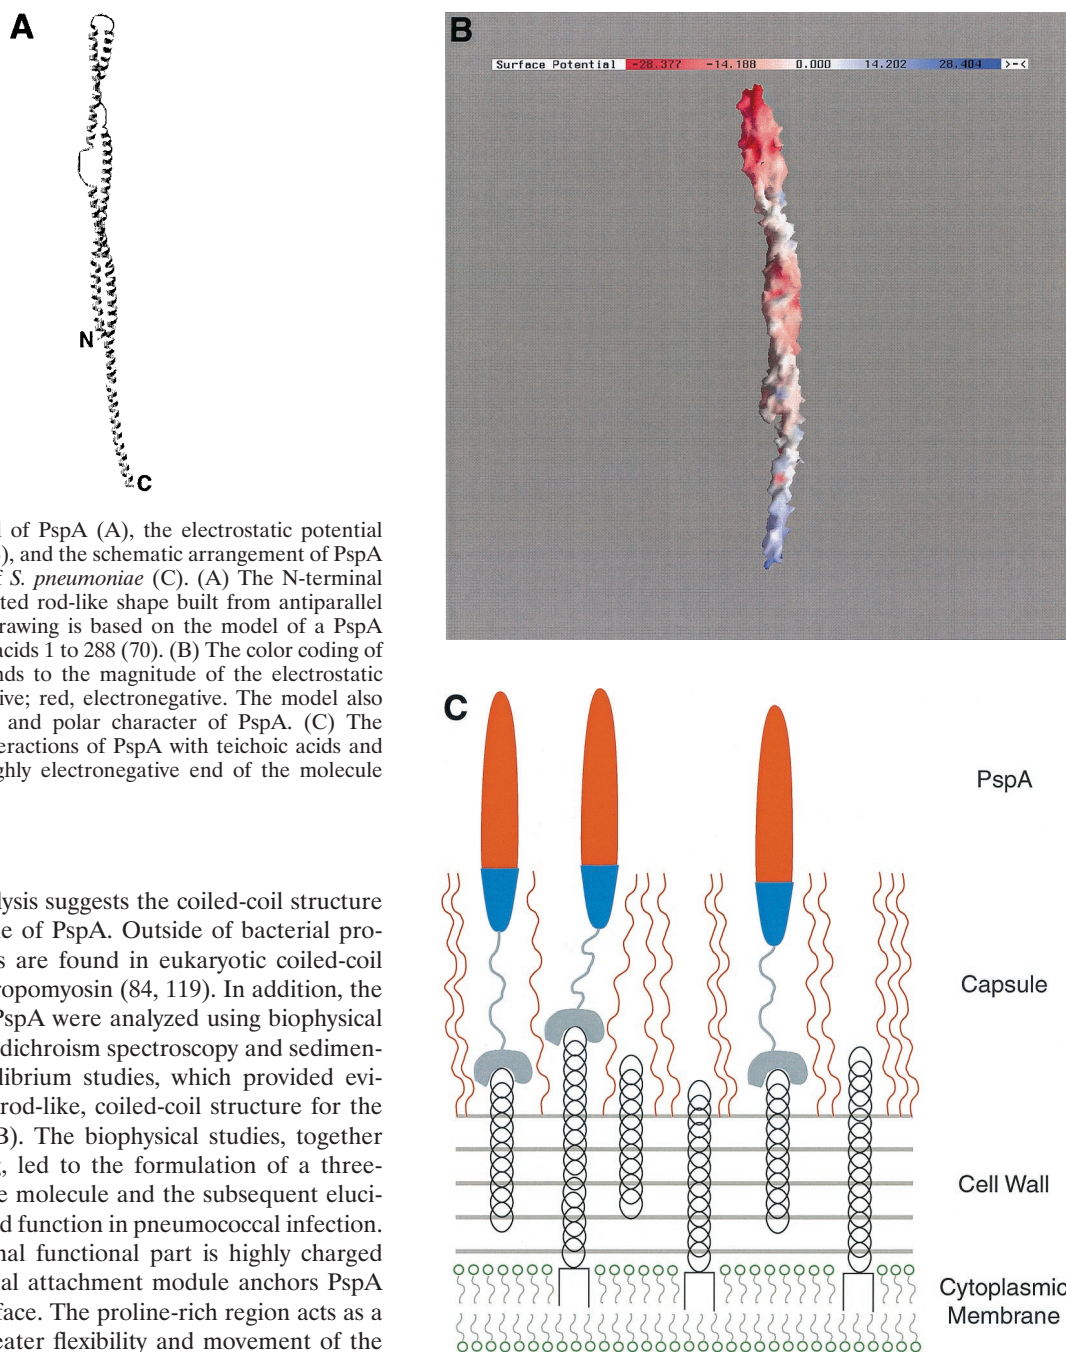 A
N
C
l of PspA (A), the electrostatic potential
), and the schematic arrangement of PspA
f S. pneumoniae (C). (A) The N-terminal
ted rod-like shape built from antiparallel
rawing is based on the model of a PspA
acids 1 to 288 (70). (B) The color coding of
nds to the magnitude of the electrostatic
ive; red, electronegative. The model also
and polar character of PspA. (C) The
eractions of PspA with teichoic acids and
ghly electronegative end of the molecule
lysis suggests the coiled-coil structure
le of PspA. Outside of bacterial pro-
s are found in eukaryotic coiled-coil
ropomyosin (84, 119). In addition, the
PspA were analyzed using biophysical
dichroism spectroscopy and sedimen-
librium studies, which provided evi-
rod-like, coiled-coil structure for the
B). The biophysical studies, together
, led to the formulation of a three-
e molecule and the subsequent eluci-
d function in pneumococcal infection.
nal functional part is highly charged
al attachment module anchors PspA
rface. The proline-rich region acts as a
eater flexibility and movement of the
B
Surface Potential -28.377 -14.188 0.000 14.202 28.404 >-<
C
PspA
Capsule
Cell Wall
Cytoplasmic
Membrane